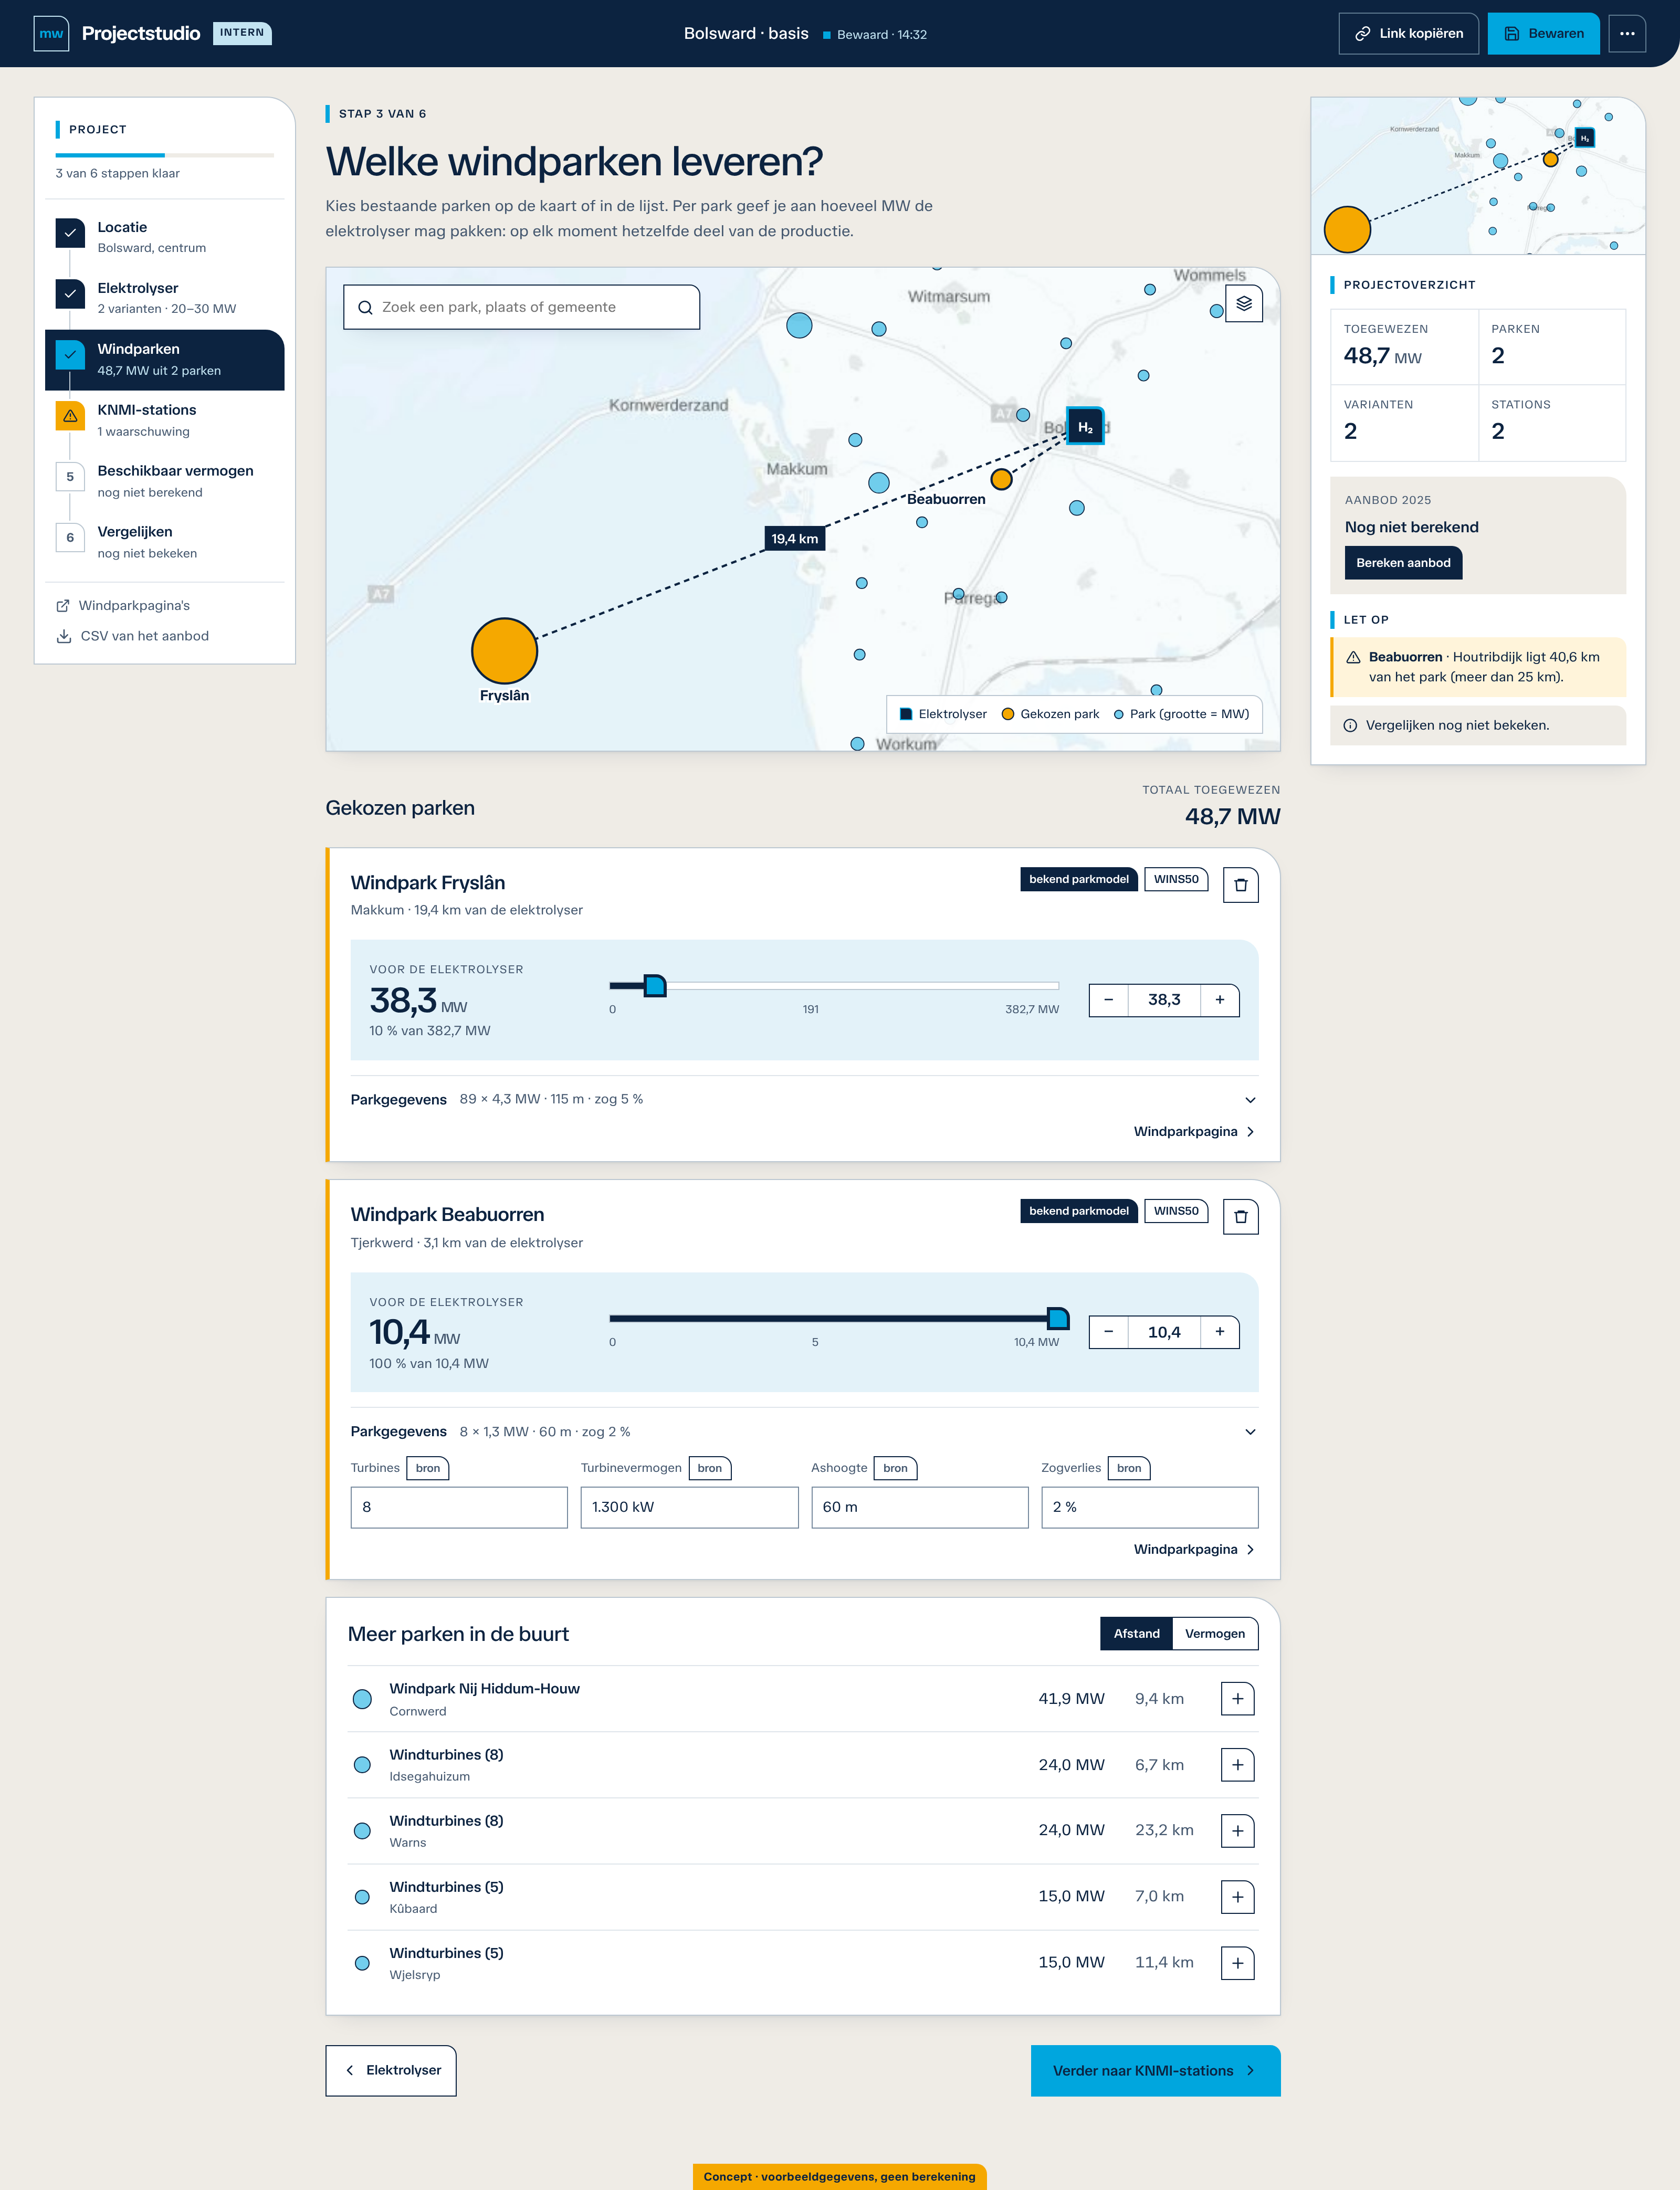 mw Projectstudio INTERN
Bolsward · basis Bewaard · 14:32
Link kopiëren Bewaren
PROJECT
3 van 6 stappen klaar
Locatie
Bolsward, centrum
Elektrolyser
2 varianten · 20–30 MW
Windparken
48,7 MW uit 2 parken
KNMI-stations
1 waarschuwing
5 Beschikbaar vermogen
nog niet berekend
6 Vergelijken
nog niet bekeken
Windparkpagina's
CSV van het aanbod
STAP 3 VAN 6
Welke windparken leveren?
Kies bestaande parken op de kaart of in de lijst. Per park geef je aan hoeveel MW de
elektrolyser mag pakken: op elk moment hetzelfde deel van de productie.
Zoek een park, plaats of gemeente
Wommels
Witmarsum
Kornwerderzand
A7
H₂
Makkum
Beabuorren
19,4 km
A7
Parrega
Fryslân
Elektrolyser Gekozen park Park (grootte = MW)
Workum
Gekozen parken
TOTAAL TOEGEWEZEN
48,7 MW
Windpark Fryslân
bekend parkmodel WINS50
Makkum · 19,4 km van de elektrolyser
VOOR DE ELEKTROLYSER
38,3 MW
10 % van 382,7 MW
0 191 382,7 MW
− 38,3 +
Parkgegevens 89 × 4,3 MW · 115 m · zog 5 %
Windparkpagina
Windpark Beabuorren
bekend parkmodel WINS50
Tjerkwerd · 3,1 km van de elektrolyser
VOOR DE ELEKTROLYSER
10,4 MW
100 % van 10,4 MW
0 5 10,4 MW
− 10,4 +
Parkgegevens 8 × 1,3 MW · 60 m · zog 2 %
Turbines bron Turbinevermogen bron Ashoogte bron Zogverlies bron
8 1.300 kW 60 m 2 %
Windparkpagina
Meer parken in de buurt
Afstand Vermogen
Windpark Nij Hiddum-Houw
Cornwerd
41,9 MW 9,4 km
Windturbines (8)
Idsegahuizum
24,0 MW 6,7 km
Windturbines (8)
Warns
24,0 MW 23,2 km
Windturbines (5)
Kûbaard
15,0 MW 7,0 km
Windturbines (5)
Wjelsryp
15,0 MW 11,4 km
Elektrolyser
Verder naar KNMI-stations
Kornwerderzand
Makkum
H₂
PROJECTOVERZICHT
TOEGEWEZEN PARKEN
48,7 MW 2
VARIANTEN STATIONS
2 2
AANBOD 2025
Nog niet berekend
Bereken aanbod
LET OP
Beabuorren · Houtribdijk ligt 40,6 km
van het park (meer dan 25 km).
Vergelijken nog niet bekeken.
Concept · voorbeeldgegevens, geen berekening